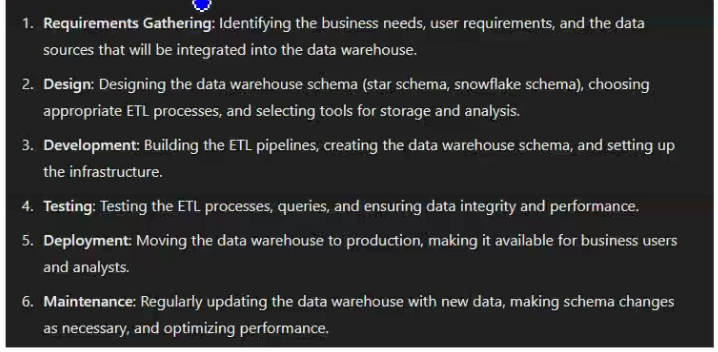 1. Requirements Gathering: Identifying the business needs, user requirements, and the data
sources that will be integrated into the data warehouse.
2. Design: Designing the data warehouse schema (star schema, snowflake schema), choosing
appropriate ETL processes, and selecting tools for storage and analysis.
3. Development: Building the ETL pipelines, creating the data warehouse schema, and setting up
the infrastructure.
4. Testing: Testing the ETL processes, queries, and ensuring data integrity and performance.
5. Deployment: Moving the data warehouse to production, making it available for business users
and analysts.
6. Maintenance: Regularly updating the data warehouse with new data, making schema changes
as necessary, and optimizing performance.